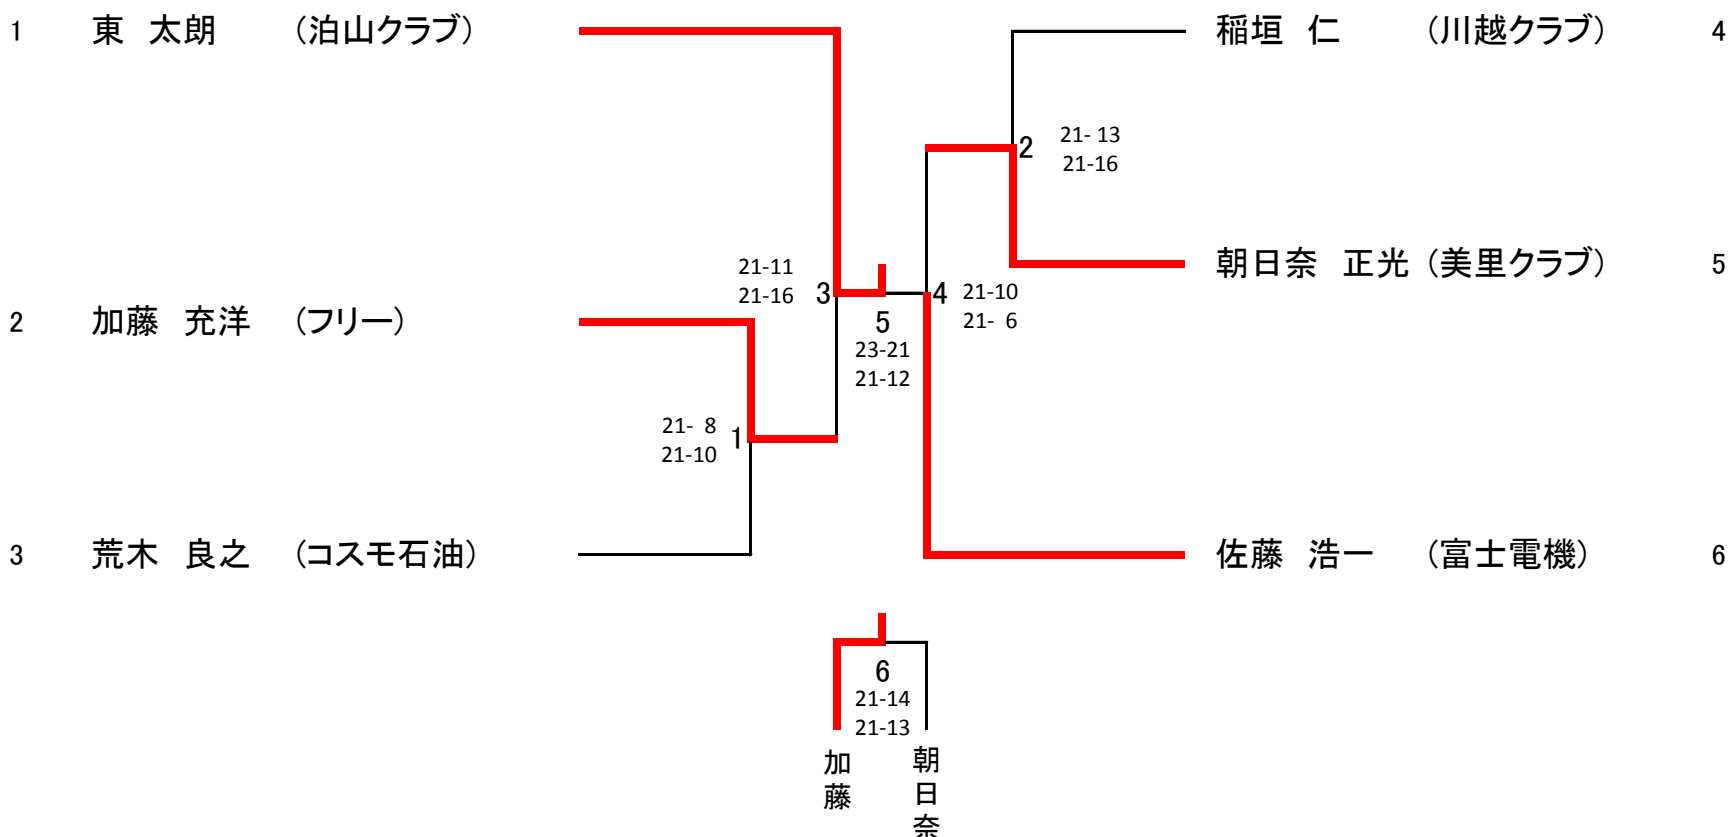 1 東 太朗 （泊山クラブ）
稲垣 仁 （川越クラブ） 4
2
21- 13
21-16
朝日奈 正光 （美里クラブ） 5
21-11
21-16
3
4
21-10
21- 6
2 加藤 充洋 （フリー）
5
23-21
21-12
21- 8
21-10
1
3 荒木 良之 （コスモ石油）
佐藤 浩一 （富士電機） 6
6
21-14
21-13
加藤
朝日奈